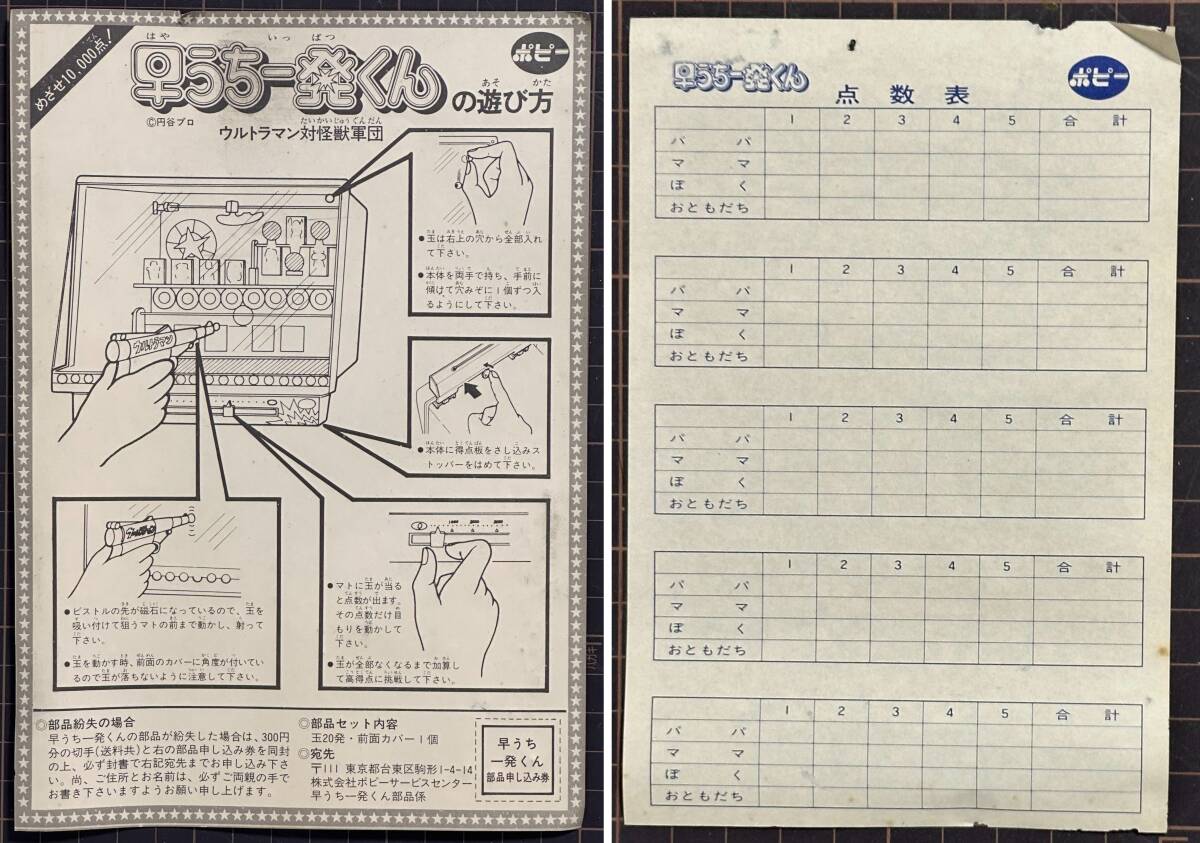 めざせ10,000点!
はや いっ ぱつ
早うち一発くん
の遊び方
あそ かた
ポピー
©円谷プロ
たいかいじゅうぐんだん
ウルトラマン対怪獣軍団
●玉は右上の穴から全部入れ
て下さい。
●本体を両手で持ち、手前に
傾けて穴みぞに1個ずつ入
るようにして下さい。
ウルトラマン
●本体に得点板をさし込みス
トッパーをはめて下さい。
ウルトラマン
●ピストルの先が磁石になっているので、玉を
吸い付けて狙うマトの前まで動かし、射って
下さい。
●玉を動かす時、前面のカバーに角度が付いてい
るので玉が落ちないように注意して下さい。
●マトに玉が当る
と点数が出ます。
その点数だけ目
もりを動かして
下さい。
●玉が全部なくなるまで加算し
て高得点に挑戦して下さい。
◎部品紛失の場合
早うち一発くんの部品が紛失した場合は、300円
分の切手(送料共)と右の部品申し込み券を同封
の上、必ず封書で右記宛先までお申し込み下さ
い。尚、ご住所とお名前は、必ずご両親の手で
お書き下さいますようお願い申し上げます。
◎部品セット内容
玉20発・前面カバー1個
◎宛先
〒111 東京都台東区駒形1-4-14
株式会社ポピーサービスセンター
早うち一発くん部品係
早うち
一発くん
部品申し込み券
早うち一発くん 点数表 ポピー
1 2 3 4 5 合計
パパ
ママ
ぼく
おともだち
1 2 3 4 5 合計
パパ
ママ
ぼく
おともだち
1 2 3 4 5 合計
パパ
ママ
ぼく
おともだち
1 2 3 4 5 合計
パパ
ママ
ぼく
おともだち
1 2 3 4 5 合計
パパ
ママ
ぼく
おともだち